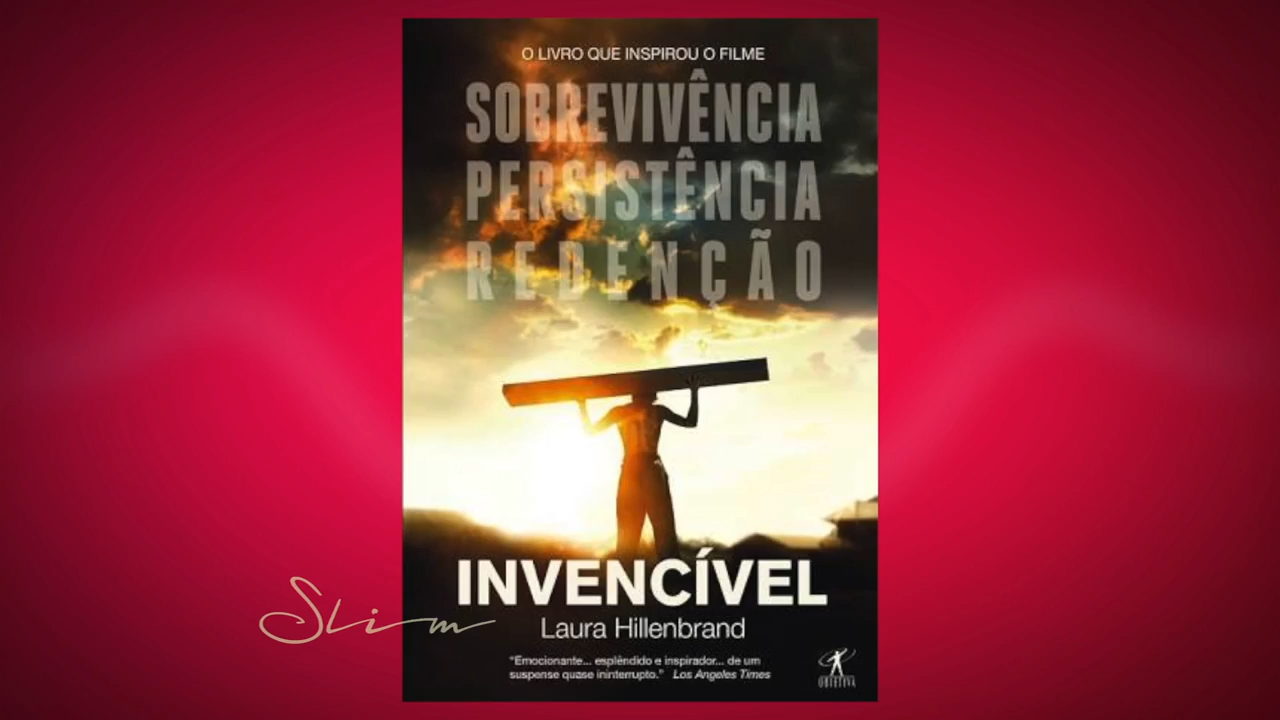 O LIVRO QUE INSPIROU O FILME
SOBREVIVÊNCIA
PERSISTÊNCIA
REDENÇÃO
INVENCÍVEL
Slim
Laura Hillenbrand
“Emocionante... esplêndido e inspirador... de um
suspense quase ininterrupto.” Los Angeles Times
OBJETIVA